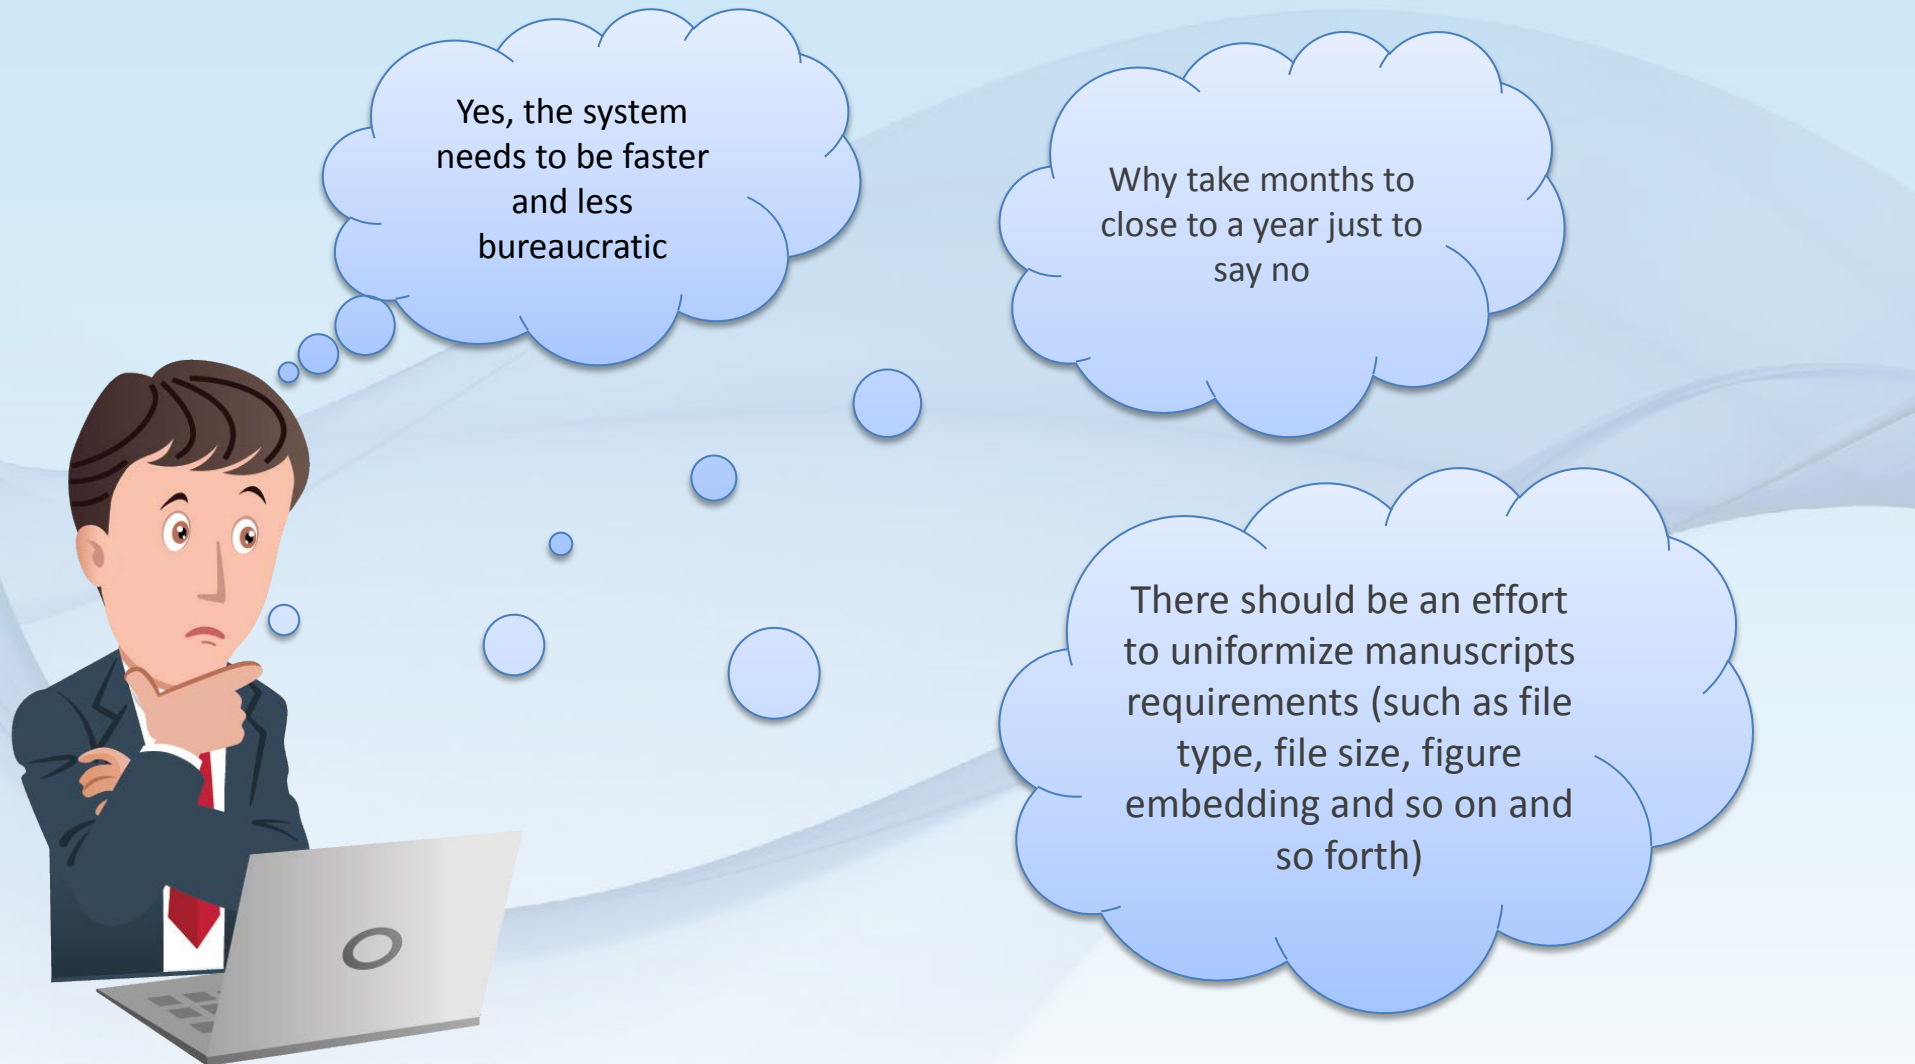 Yes, the system
needs to be faster
and less
bureaucratic
Why take months to
close to a year just to
say no
There should be an effort
to uniformize manuscripts
requirements (such as file
type, file size, figure
embedding and so on and
so forth)